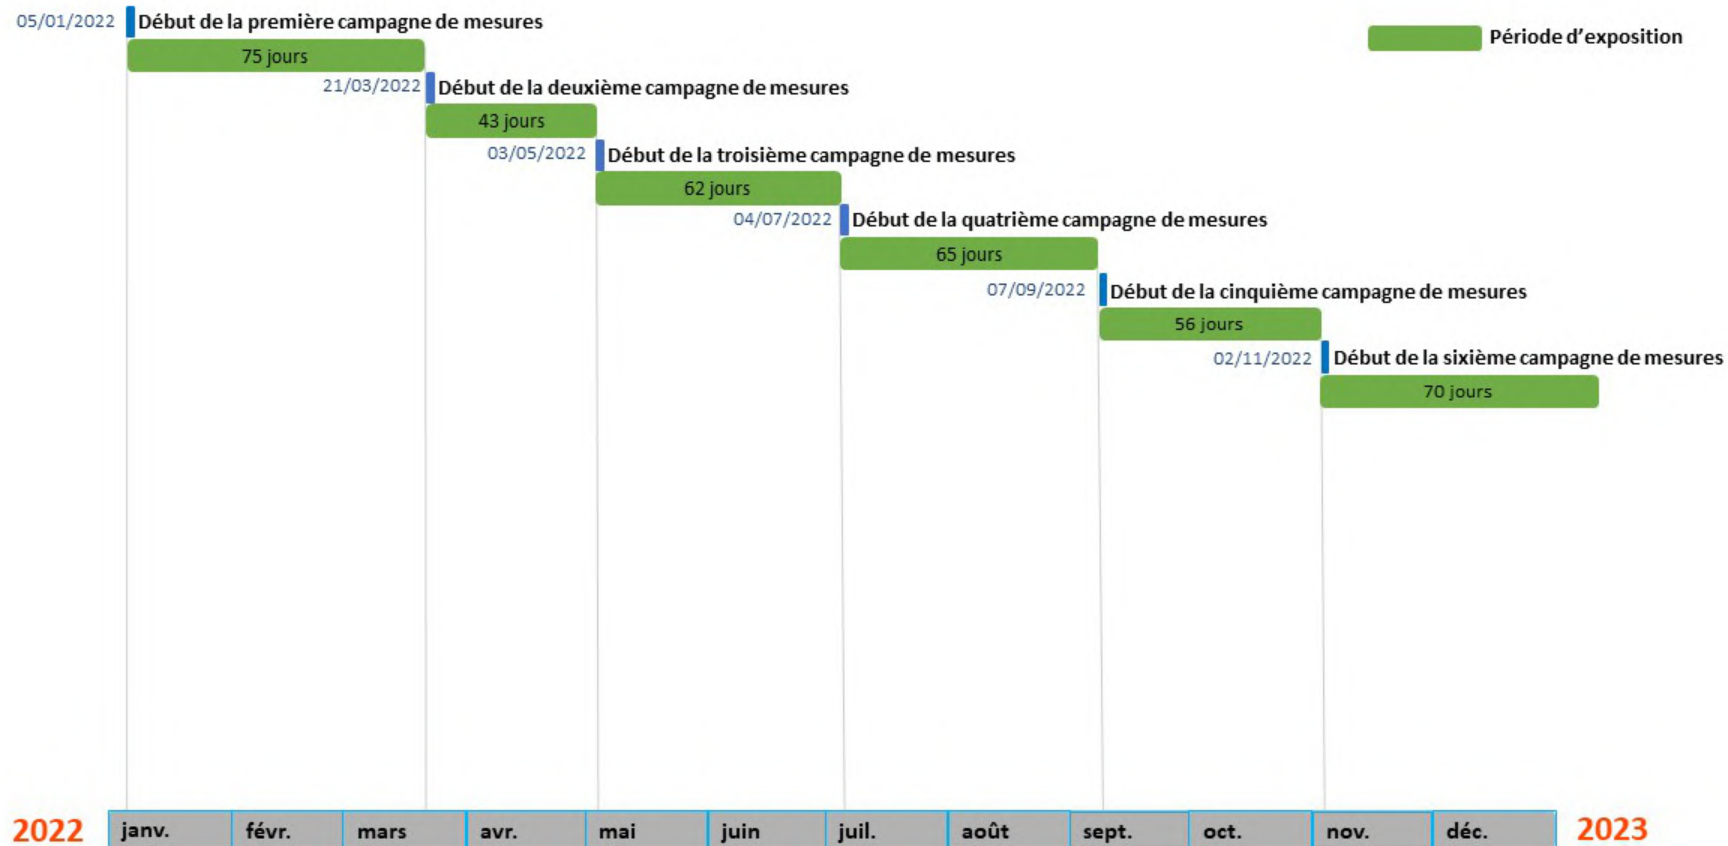 05/01/2022 Début de la première campagne de mesures
Période d'exposition
75 jours
21/03/2022 Début de la deuxième campagne de mesures
43 jours
03/05/2022 Début de la troisième campagne de mesures
62 jours
04/07/2022 Début de la quatrième campagne de mesures
65 jours
07/09/2022 Début de la cinquième campagne de mesures
56 jours
02/11/2022 Début de la sixième campagne de mesures
70 jours
2022 janv. févr. mars avr. mai juin juil. août sept. oct. nov. déc. 2023